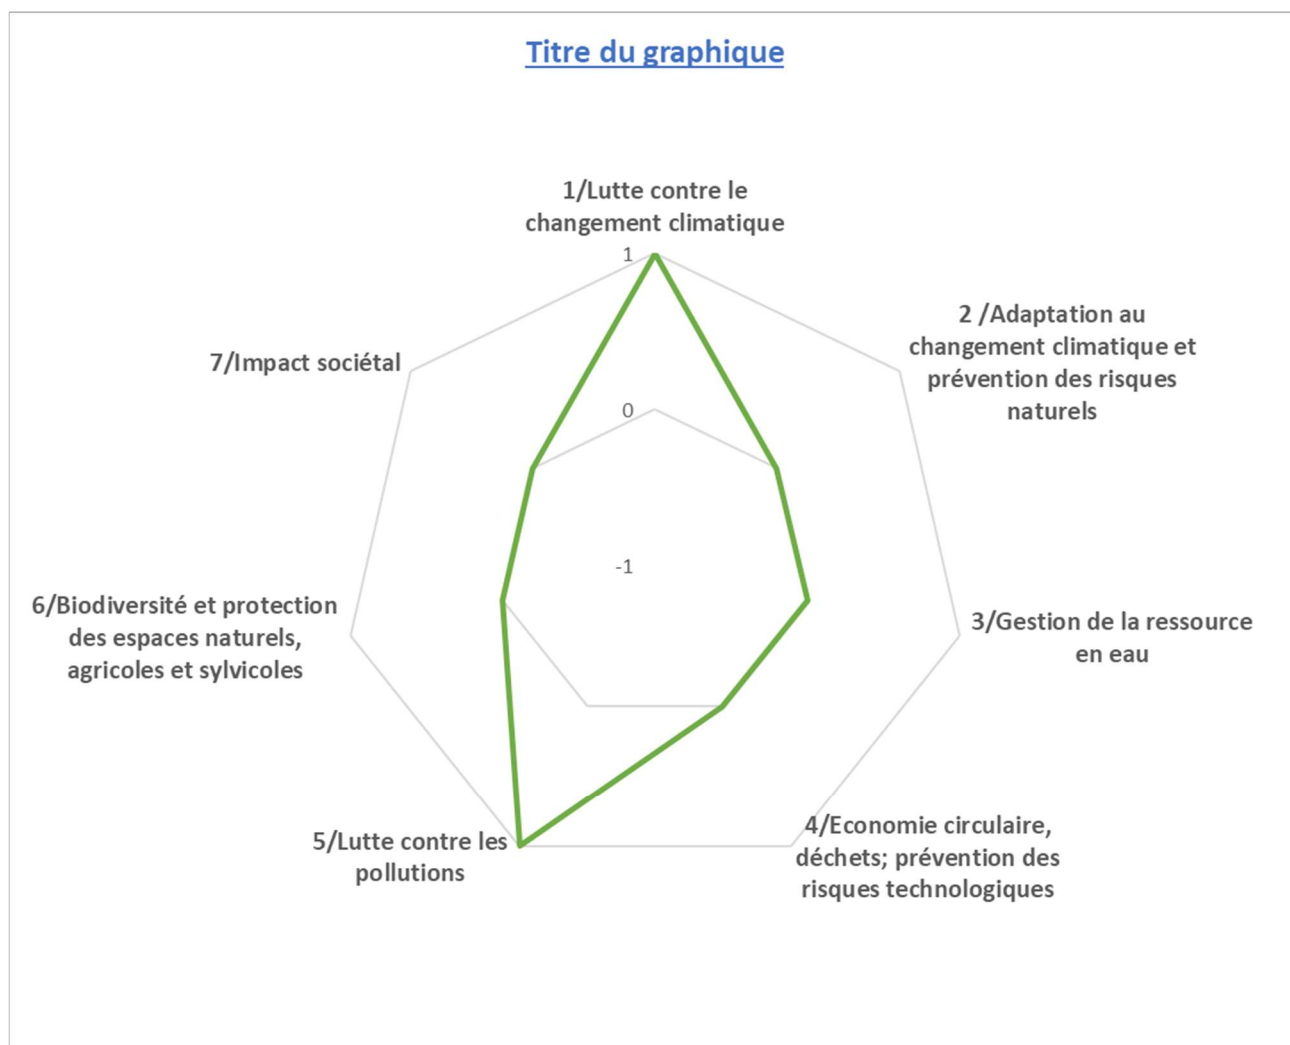 Titre du graphique
1/Lutte contre le
changement climatique
1
2 /Adaptation au
changement climatique et
prévention des risques
naturels
7/Impact sociétal
0
-1
6/Biodiversité et protection
des espaces naturels,
agricoles et sylvicoles
3/Gestion de la ressource
en eau
5/Lutte contre les
pollutions
4/Economie circulaire,
déchets; prévention des
risques technologiques